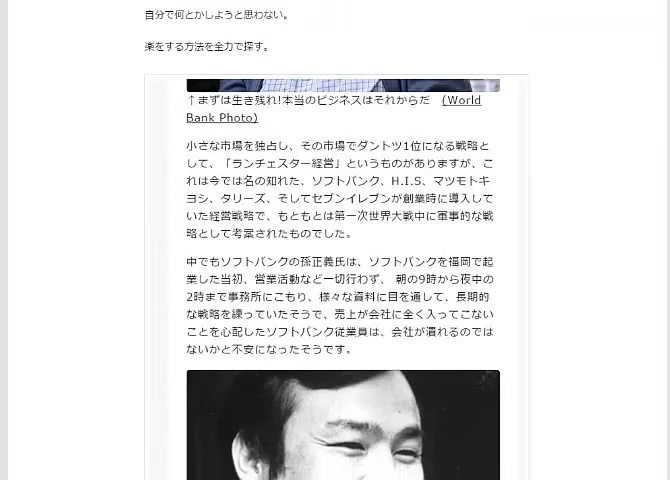 自分で何とかしようと思わない。
楽をする方法を全力で探す。
↑まずは生き残れ!本当のビジネスはそれからだ (World
Bank Photo)
小さな市場を独占し、その市場でダントツ1位になる戦略と
して、「ランチェスター経営」というものがありますが、こ
れは今では名の知れた、ソフトバンク、H.I.S、マツモトキ
ヨシ、タリーズ、そしてセブンイレブンが創業時に導入して
いた経営戦略で、もともとは第一次世界大戦中に軍事的な戦
略として考案されたものでした。
中でもソフトバンクの孫正義氏は、ソフトバンクを福岡で起
業した当初、営業活動など一切行わず、 朝の9時から夜中の
2時まで事務所にこもり、様々な資料に目を通して、長期的
な戦略を練っていたそうで、売上が会社に全く入ってこない
ことを心配したソフトバンク従業員は、会社が潰れるのでは
ないかと不安になったそうです。